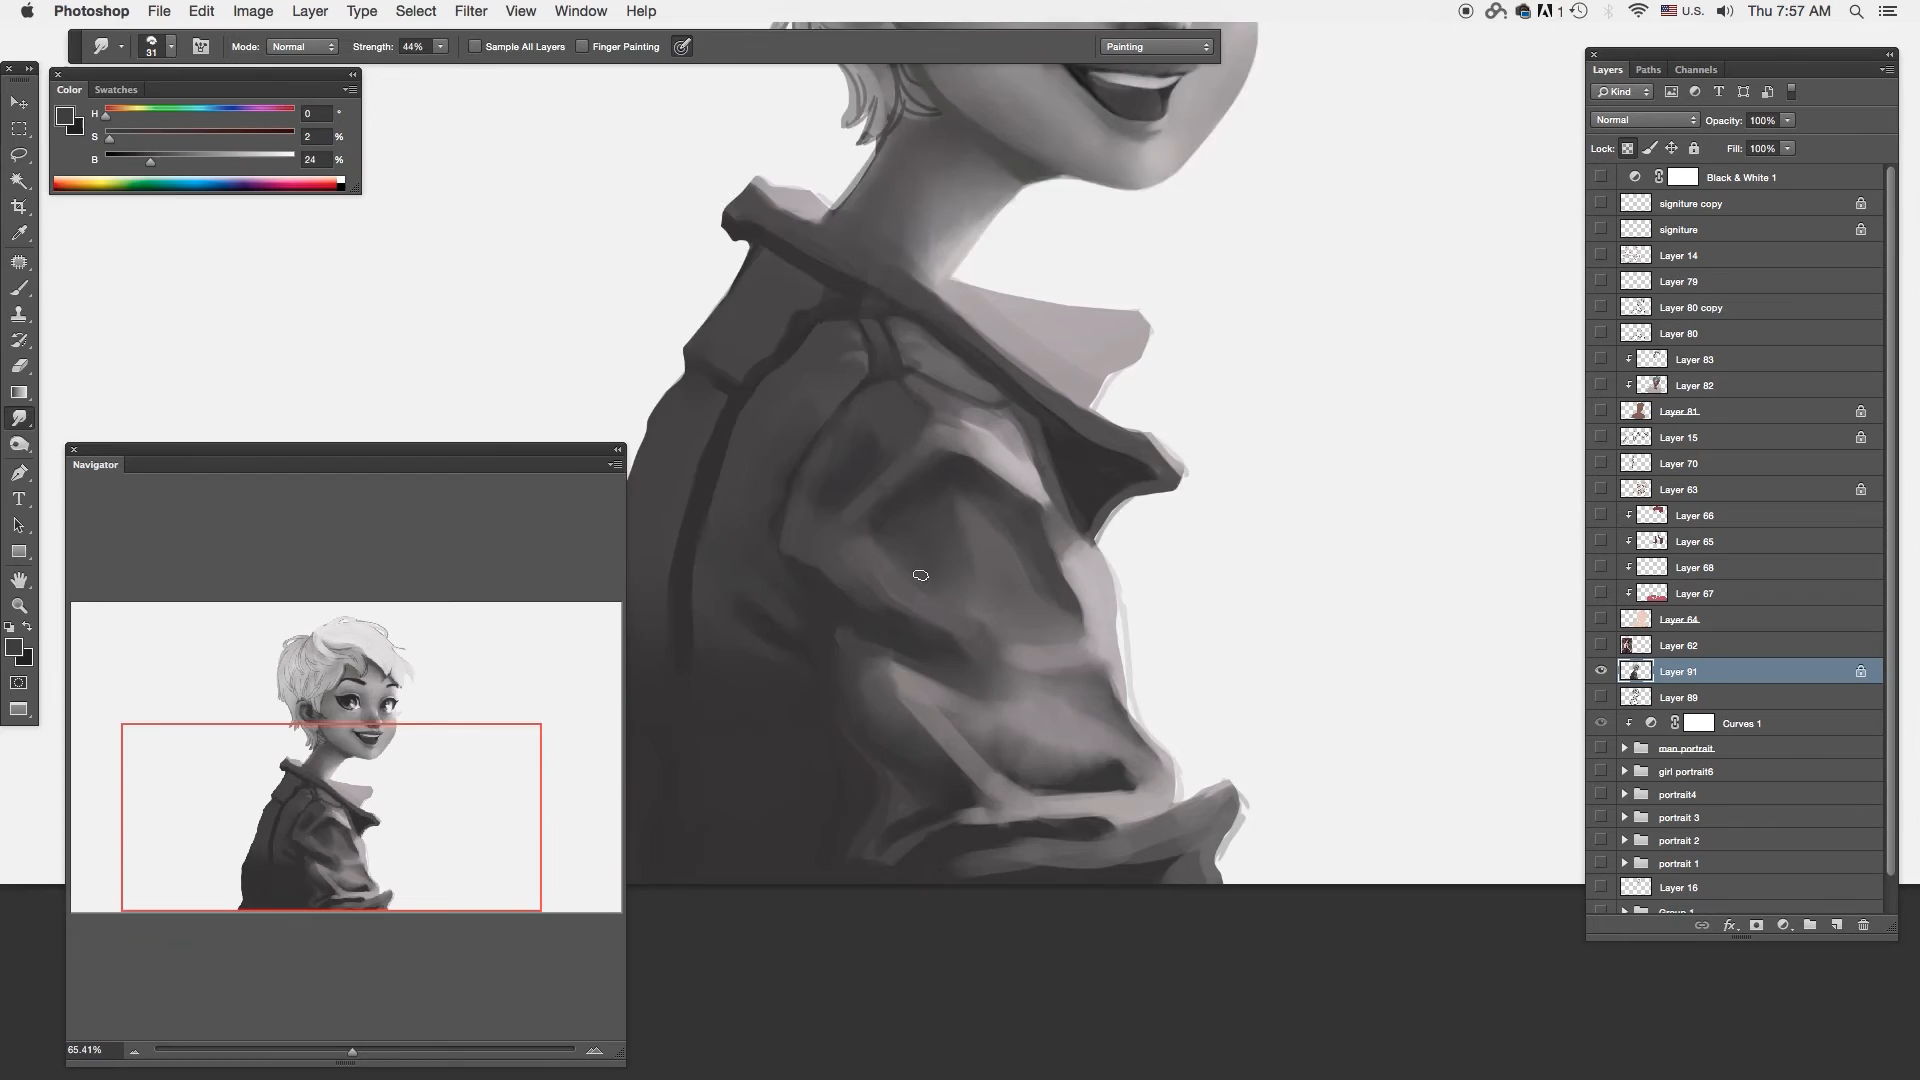 Photoshop File Edit Image Layer Type Select Filter View Window Help
1 U.S. Thu 7:57 AM
31 Mode: Normal Strength: 44% Sample All Layers Finger Painting Painting
Color Swatches
H 0 °
S 2 %
B 24 %
Navigator
65.41%
Layers Paths Channels
Kind
Normal Opacity: 100%
Lock: Fill: 100%
Black & White 1
signiture copy
signiture
Layer 14
Layer 79
Layer 80 copy
Layer 80
Layer 83
Layer 82
Layer 81
Layer 15
Layer 70
Layer 63
Layer 66
Layer 65
Layer 68
Layer 67
Layer 64
Layer 62
Layer 91
Layer 89
Curves 1
man portrait
girl portrait6
portrait4
portrait 3
portrait 2
portrait 1
Layer 16
Group 1
fx